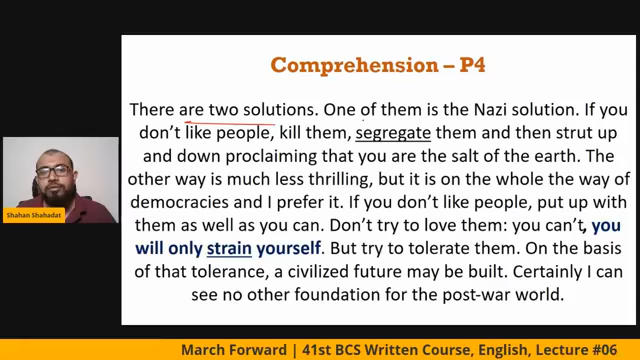 Comprehension – P4
There are two solutions. One of them is the Nazi solution. If you
don't like people, kill them, segregate them and then strut up
and down proclaiming that you are the salt of the earth. The
other way is much less thrilling, but it is on the whole the way of
democracies and I prefer it. If you don't like people, put up with
them as well as you can. Don't try to love them: you can't, you
will only strain yourself. But try to tolerate them. On the basis
of that tolerance, a civilized future may be built. Certainly I can
see no other foundation for the post-war world.
Shahan Shahadat
March Forward | 41st BCS Written Course, English, Lecture #06